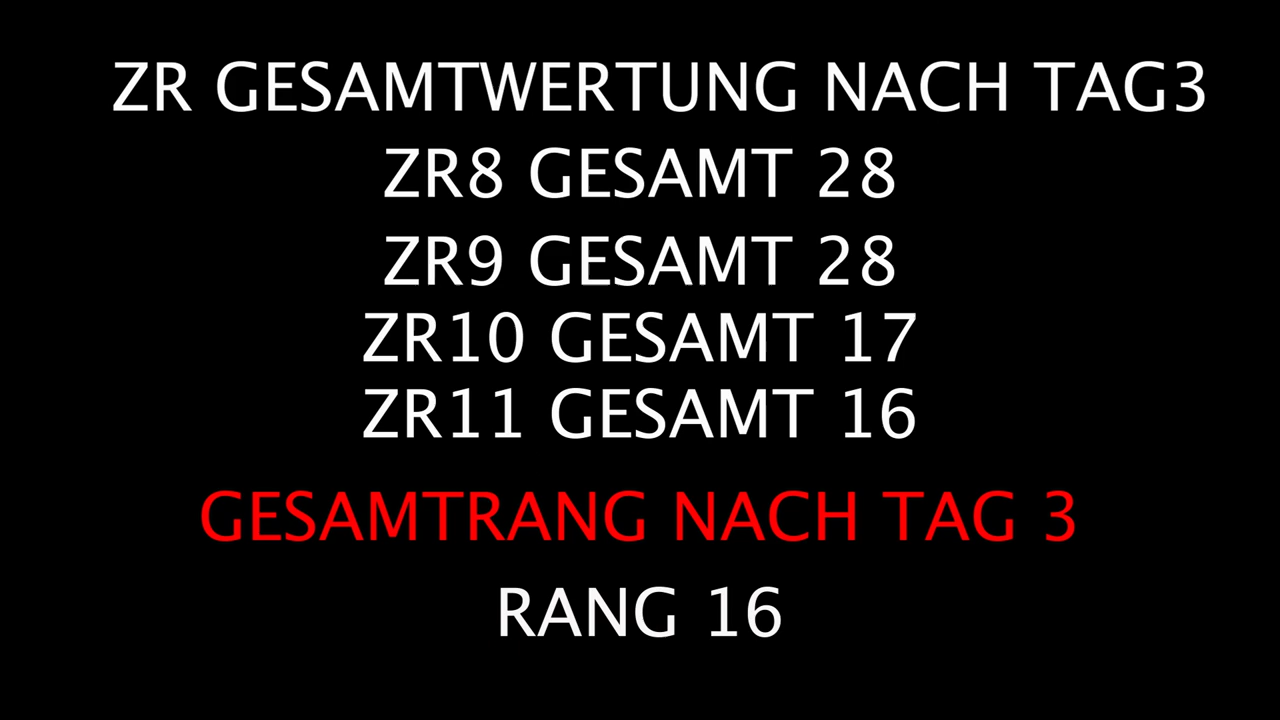 ZR GESAMTWERTUNG NACH TAG3
ZR8 GESAMT 28
ZR9 GESAMT 28
ZR10 GESAMT 17
ZR11 GESAMT 16
GESAMTRANG NACH TAG 3
RANG 16